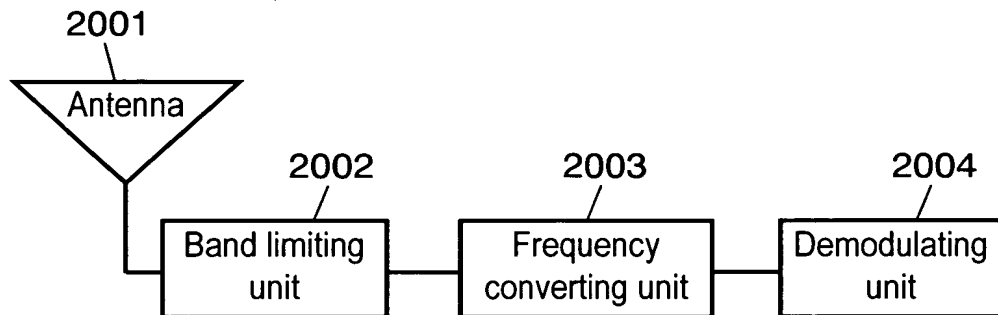 2001
Antenna
2002
2003
2004
Band limiting
unit
Frequency
converting unit
Demodulating
unit